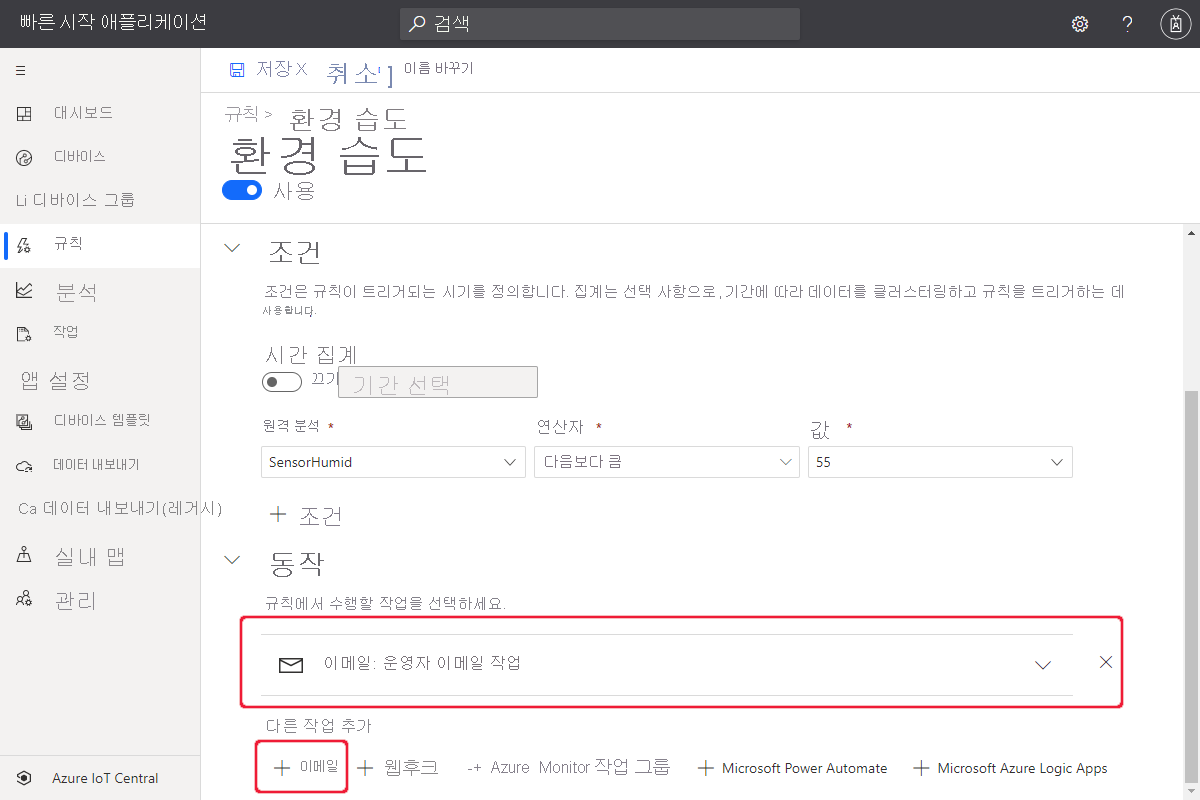 빠른 시작 애플리케이션
검색
?
대시보드
디바이스
Li 디바이스 그룹
규칙
분석
작업
앱 설정
디바이스 템플릿
데이터 내보내기
Ca 데이터 내보내기(레거시)
실내 맵
관리
Azure IoT Central
저장X 취소'] 이름 바꾸기
규칙 > 환경 습도
환경 습도
사용
조건
조건은 규칙이 트리거되는 시기를 정의합니다. 집계는 선택 사항으로, 기간에 따라 데이터를 클러스터링하고 규칙을 트리거하는 데
사용합니다.
시간 집계
끄기 기간 선택
원격 분석 * 연산자 * 값 *
SensorHumid 다음보다 큼 55
+ 조건
동작
규칙에서 수행할 작업을 선택하세요.
이메일: 운영자 이메일 작업
다른 작업 추가
+ 이메일 + 웹후크 -+ Azure Monitor 작업 그룹 + Microsoft Power Automate + Microsoft Azure Logic Apps